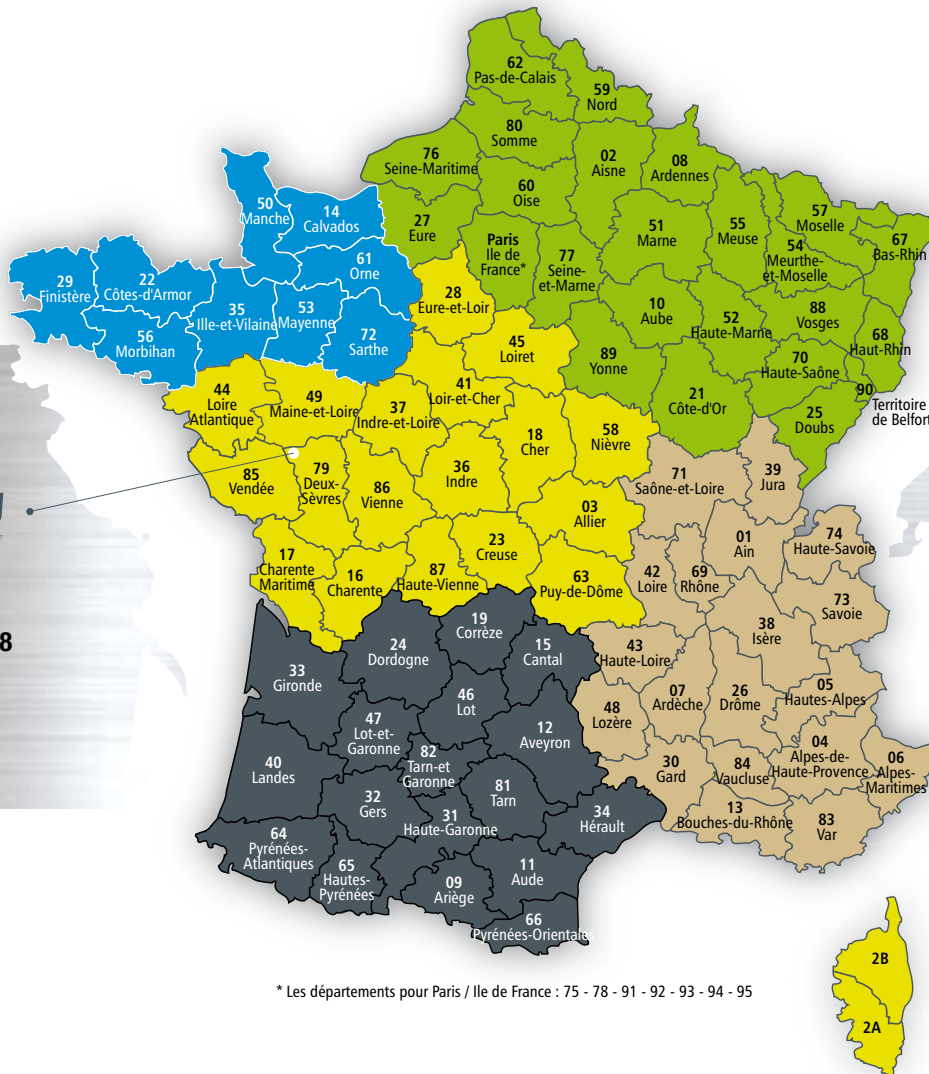 62
Pas-de-Calais
59
Nord
80
Somme
02
Aisne
08
Ardennes
76
Seine-Maritime
60
Oise
27
Eure
Paris
Ile de
France*
77
Seine-
et-Marne
51
Marne
55
Meuse
57
Moselle
54
Meurthe-
et-Moselle
67
Bas-Rhin
10
Aube
52
Haute-Marne
88
Vosges
68
Haut-Rhin
89
Yonne
21
Côte-d'Or
70
Haute-Saône
25
Doubs
90
Territoire
de Belfort
50
Manche
14
Calvados
61
Orne
29
Finistère
22
Côtes-d'Armor
35
Ille-et-Vilaine
53
Mayenne
72
Sarthe
56
Morbihan
28
Eure-et-Loir
45
Loiret
44
Loire
Atlantique
49
Maine-et-Loire
37
Indre-et-Loire
41
Loir-et-Cher
18
Cher
58
Nièvre
85
Vendée
79
Deux-
Sèvres
86
Vienne
36
Indre
03
Allier
17
Charente
Maritime
16
Charente
87
Haute-Vienne
23
Creuse
63
Puy-de-Dôme
71
Saône-et-Loire
39
Jura
01
Ain
74
Haute-Savoie
42
Loire
69
Rhône
73
Savoie
38
Isère
43
Haute-Loire
07
Ardèche
26
Drôme
05
Hautes-Alpes
48
Lozère
30
Gard
84
Vaucluse
04
Alpes-de-
Haute-Provence
06
Alpes-
Maritimes
13
Bouches-du-Rhône
83
Var
19
Corrèze
24
Dordogne
15
Cantal
33
Gironde
46
Lot
47
Lot-et-
Garonne
12
Aveyron
82
Tarn-et
Garonne
40
Landes
32
Gers
81
Tarn
31
Haute-Garonne
34
Hérault
64
Pyrénées-
Atlantiques
65
Hautes-
Pyrénées
09
Ariège
11
Aude
66
Pyrénées-Orientales
8
2B
2A
* Les départements pour Paris / Ile de France : 75 - 78 - 91 - 92 - 93 - 94 - 95